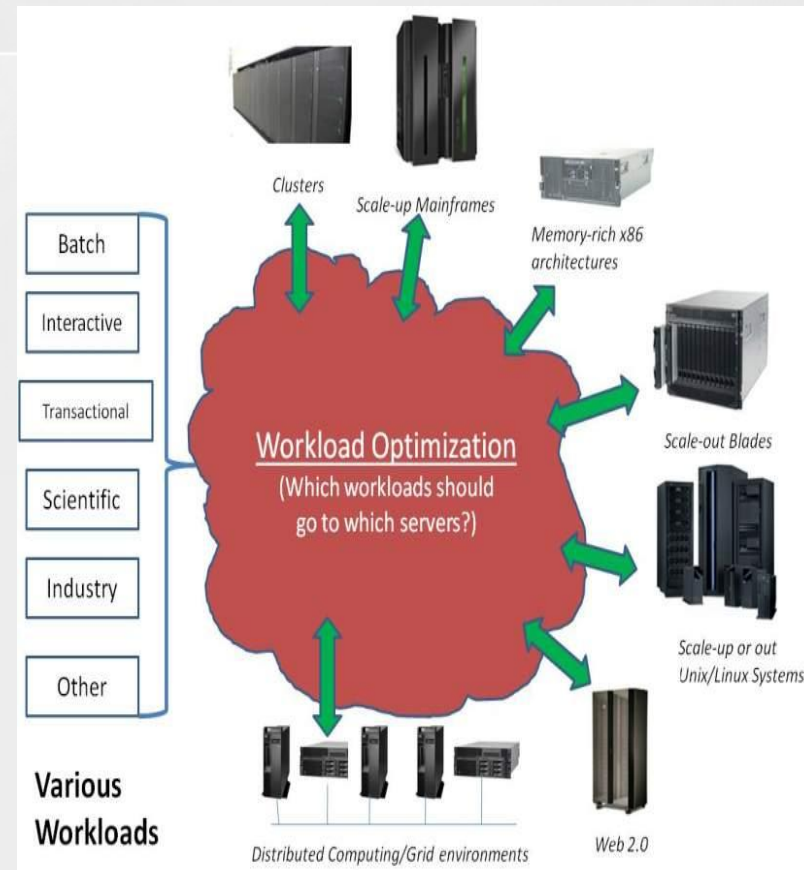 Clusters
Scale-up Mainframes
Memory-rich x86
architectures
Batch
Interactive
Transactional
Scientific
Industry
Other
Various
Workloads
Workload Optimization
(Which workloads should
go to which servers?)
Scale-out Blades
Scale-up or out
Unix/Linux Systems
Web 2.0
Distributed Computing/Grid environments